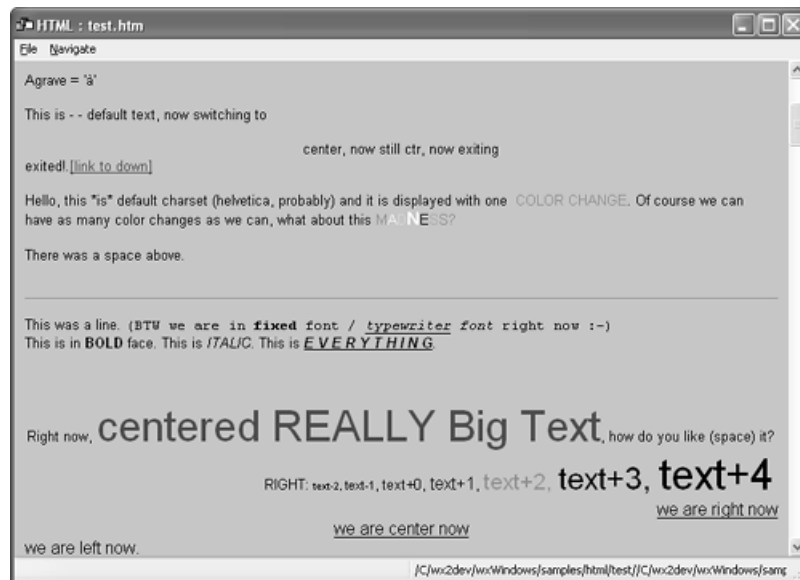 HTML : test.htm
File Navigate
Agrave = 'à'
This is - - default text, now switching to
center, now still ctr, now exiting
exited!.[link to down]
Hello, this *is* default charset (helvetica, probably) and it is displayed with one COLOR CHANGE. Of course we can
have as many color changes as we can, what about this MADNESS?
There was a space above.
This was a line. (BTW we are in fixed font / typewriter font right now :-)
This is in BOLD face. This is ITALIC. This is EVERYTHING.
Right now, centered REALLY Big Text, how do you like (space) it?
RIGHT: text-2, text-1, text+0, text+1, text+2, text+3, text+4
we are right now
we are center now
we are left now.
/C/wx2dev/wxWindows/samples/html/test//C/wx2dev/wxWindows/samp